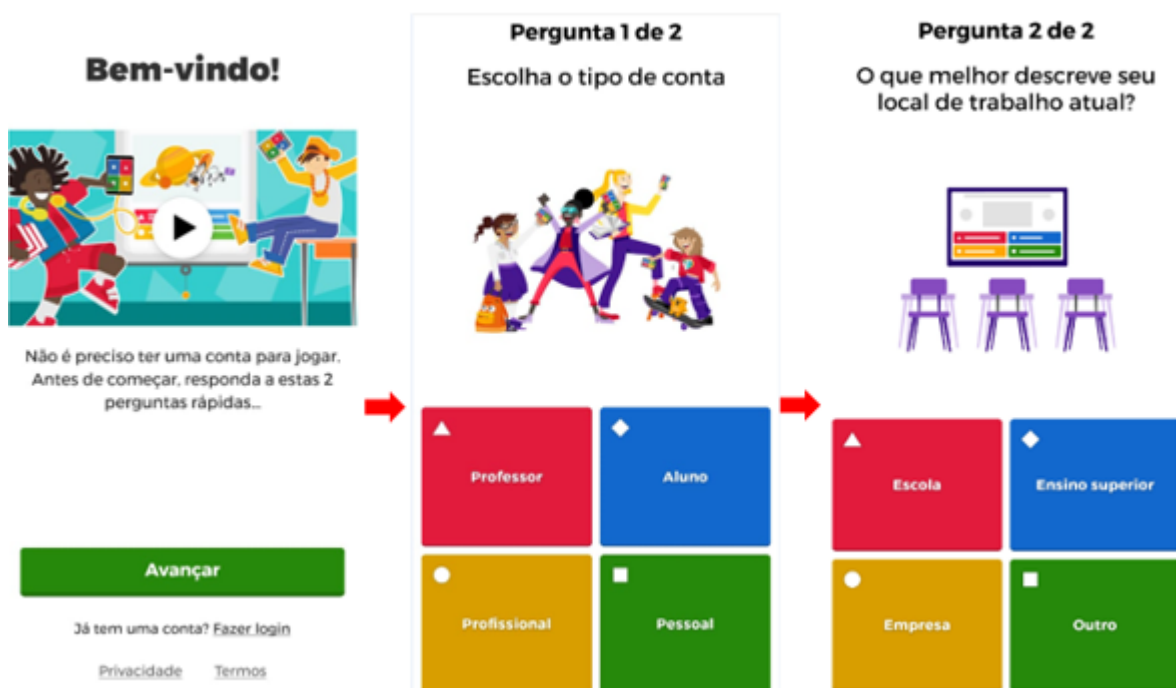 Bem-vindo!
Não é preciso ter uma conta para jogar.
Antes de começar, responda a estas 2
perguntas rápidas...
Avançar
Já tem uma conta? Fazer login
Privacidade Termos
Pergunta 1 de 2
Escolha o tipo de conta
Professor
Aluno
Profissional
Pessoal
Pergunta 2 de 2
O que melhor descreve seu
local de trabalho atual?
Escola
Ensino superior
Empresa
Outro